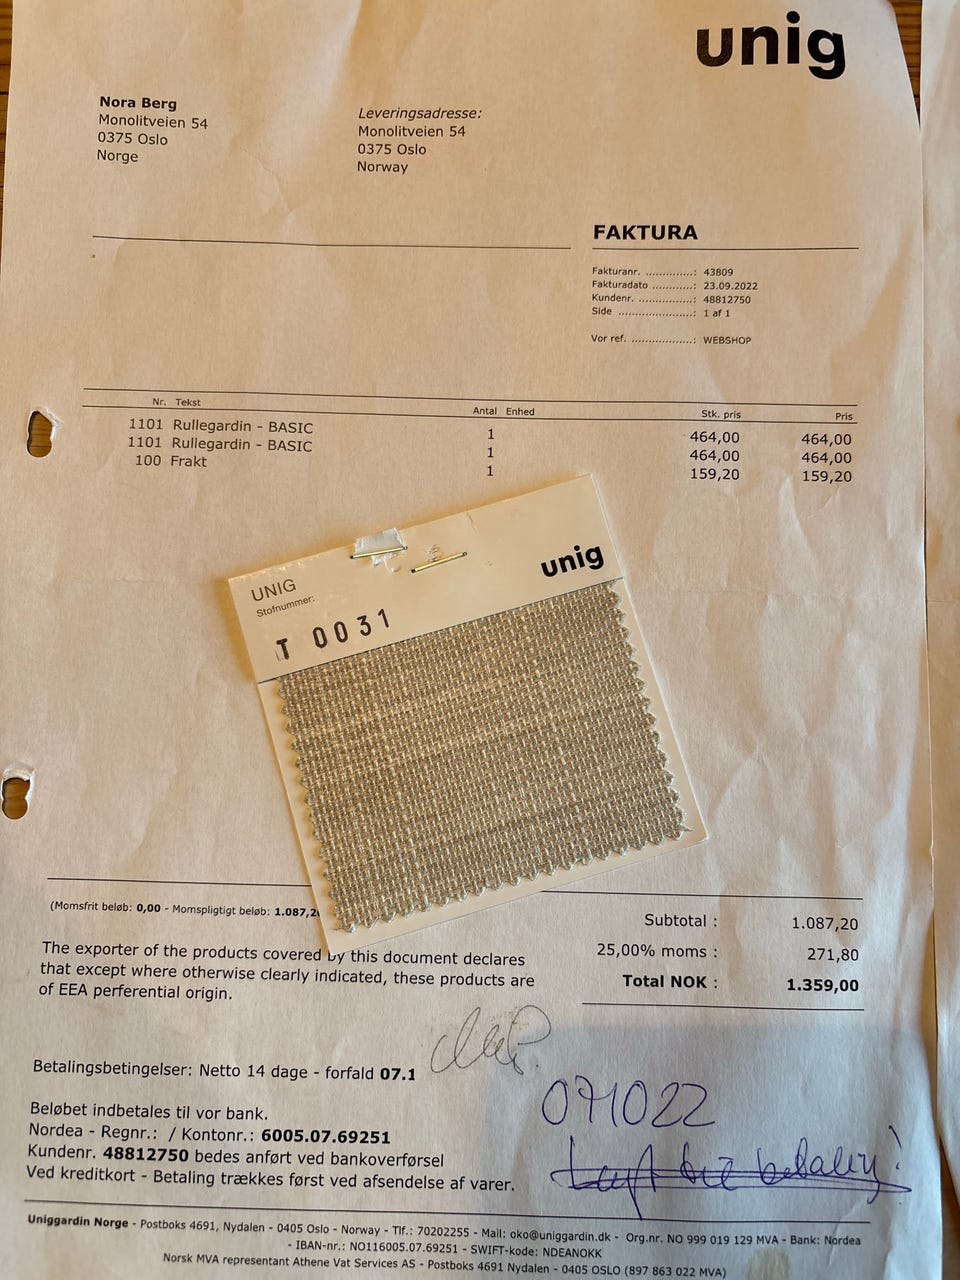 unig
Nora Berg
Monolitveien 54
0375 Oslo
Norge
Leveringsadresse:
Monolitveien 54
0375 Oslo
Norway
FAKTURA
Fakturanr. ..............: 43809
Fakturadato ............: 23.09.2022
Kundenr. ................: 48812750
Side ......................: 1 af 1
Vor ref. ..................: WEBSHOP
Nr. Tekst Antal Enhed Stk. pris Pris
1101 Rullegardin - BASIC 1 464,00 464,00
1101 Rullegardin - BASIC 1 464,00 464,00
100 Frakt 1 159,20 159,20
UNIG
Stofnummer:
unig
T 0031
(Momsfrit beløb: 0,00 - Momspligtigt beløb: 1.087,2
Subtotal : 1.087,20
25,00% moms : 271,80
Total NOK : 1.359,00
The exporter of the products covered by this document declares
that except where otherwise clearly indicated, these products are
of EEA perferential origin.
Betalingsbetingelser: Netto 14 dage - forfald 07.1
071022
Beløbet indbetales til vor bank.
Nordea - Regnr.: / Kontonr.: 6005.07.69251
Kundenr. 48812750 bedes anført ved bankoverførsel
Ved kreditkort - Betaling trækkes først ved afsendelse af varer.
Uniggardin Norge - Postboks 4691, Nydalen - 0405 Oslo - Norway - Tlf.: 70202255 - Mail: oko@uniggardin.dk - Org.nr. NO 999 019 129 MVA - Bank: Nordea
- IBAN-nr.: NO116005.07.69251 - SWIFT-kode: NDEANOKK
Norsk MVA representant Athene Vat Services AS - Postboks 4691 Nydalen - 0405 OSLO (897 863 022 MVA)